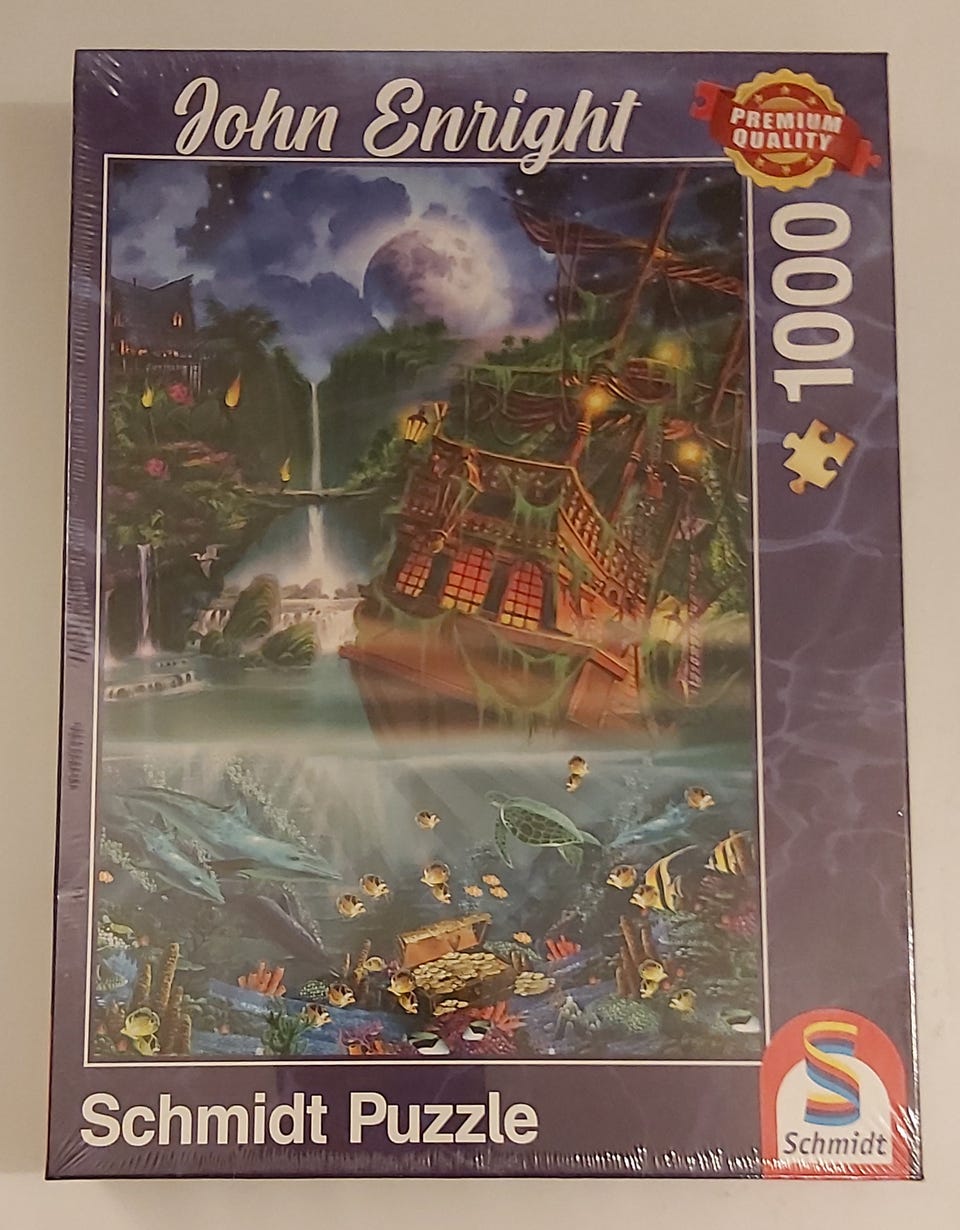 John Enright
PREMIUM
QUALITY
1000
Schmidt Puzzle
Schmidt